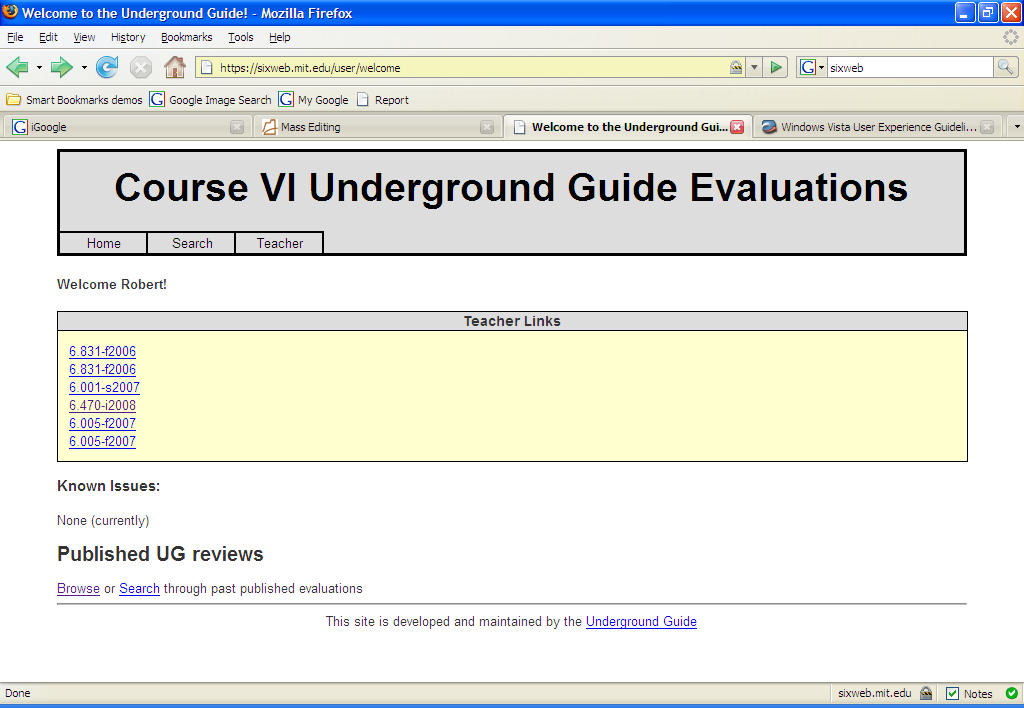 Welcome to the Underground Guide! - Mozilla Firefox
File Edit View History Bookmarks Tools Help
https://sixweb.mit.edu/user/welcome G sixweb
Smart Bookmarks demos G Google Image Search G My Google Report
G iGoogle Mass Editing Welcome to the Underground Gui... Windows Vista User Experience Guideli...
Course VI Underground Guide Evaluations
Home Search Teacher
Welcome Robert!
Teacher Links
6.831-f2006
6.831-f2006
6.001-s2007
6.470-i2008
6.005-f2007
6.005-f2007
Known Issues:
None (currently)
Published UG reviews
Browse or Search through past published evaluations
This site is developed and maintained by the Underground Guide
Done sixweb.mit.edu Notes